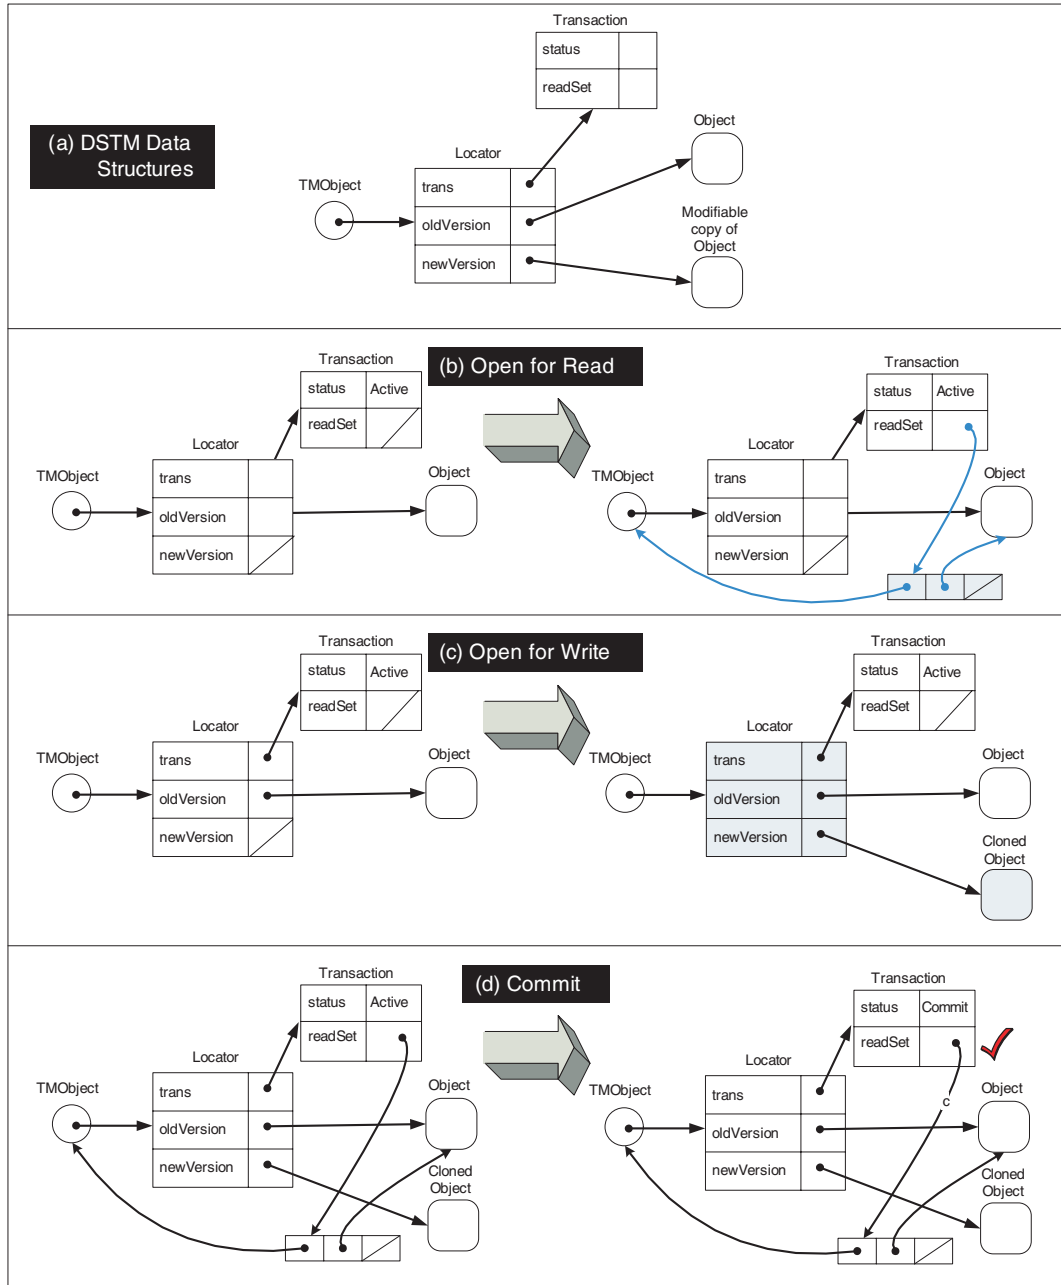 Transaction
status
readSet
(a) DSTM Data
Structures
Locator
TMObject
trans
oldVersion
newVersion
Object
Modifiable
copy of
Object
(b) Open for Read
Transaction
status Active
readSet
Locator
TMObject
trans
oldVersion
newVersion
Object
Transaction
status Active
readSet
Locator
TMObject
trans
oldVersion
newVersion
Object
(c) Open for Write
Transaction
status Active
readSet
Locator
TMObject
trans
oldVersion
newVersion
Object
Transaction
status Active
readSet
Locator
TMObject
trans
oldVersion
newVersion
Object
Cloned
Object
(d) Commit
Transaction
status Active
readSet
Locator
TMObject
trans
oldVersion
newVersion
Object
Cloned
Object
Transaction
status Commit
readSet
Locator
TMObject
trans
oldVersion
newVersion
c
Object
Cloned
Object